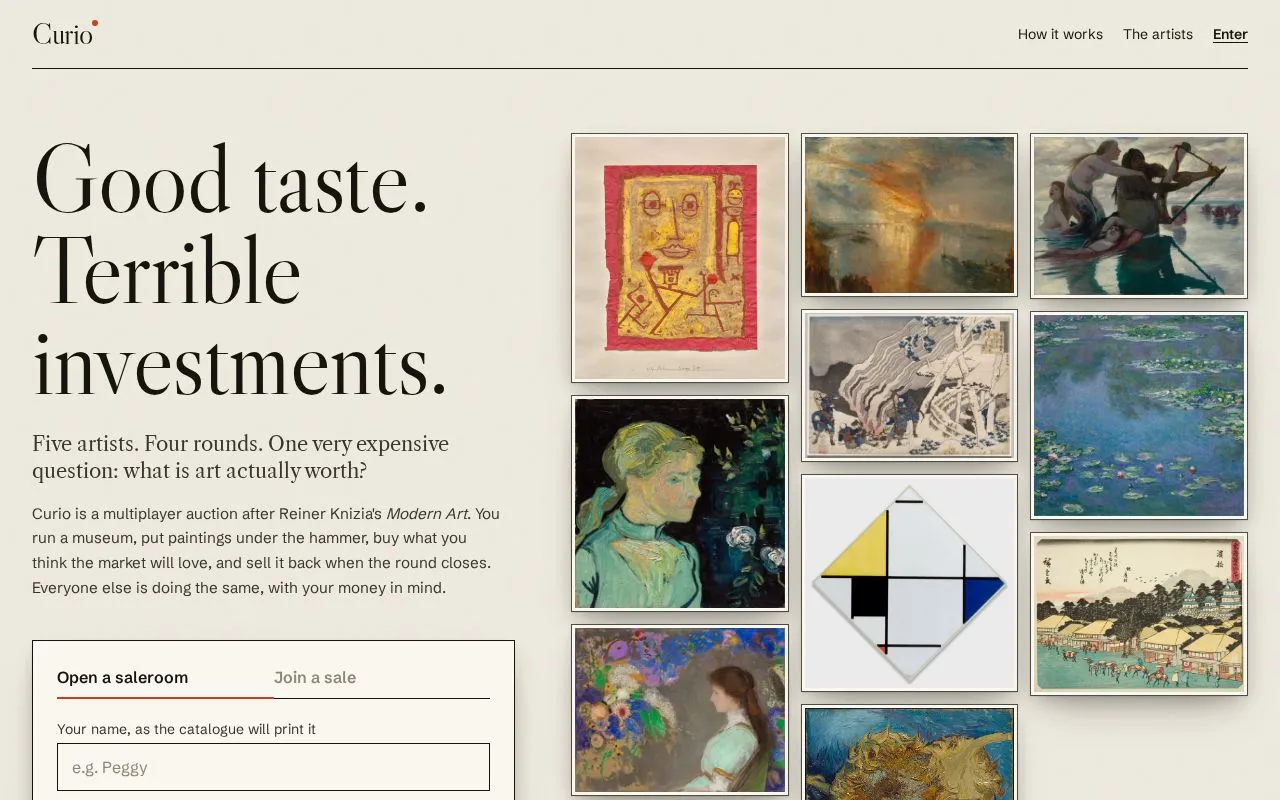 Curio
How it works
The artists
Enter
Good taste.
Terrible
investments.
Five artists. Four rounds. One very expensive
question: what is art actually worth?
Curio is a multiplayer auction after Reiner Knizia's Modern Art. You
run a museum, put paintings under the hammer, buy what you
think the market will love, and sell it back when the round closes.
Everyone else is doing the same, with your money in mind.
Open a saleroom
Join a sale
Your name, as the catalogue will print it
e.g. Peggy